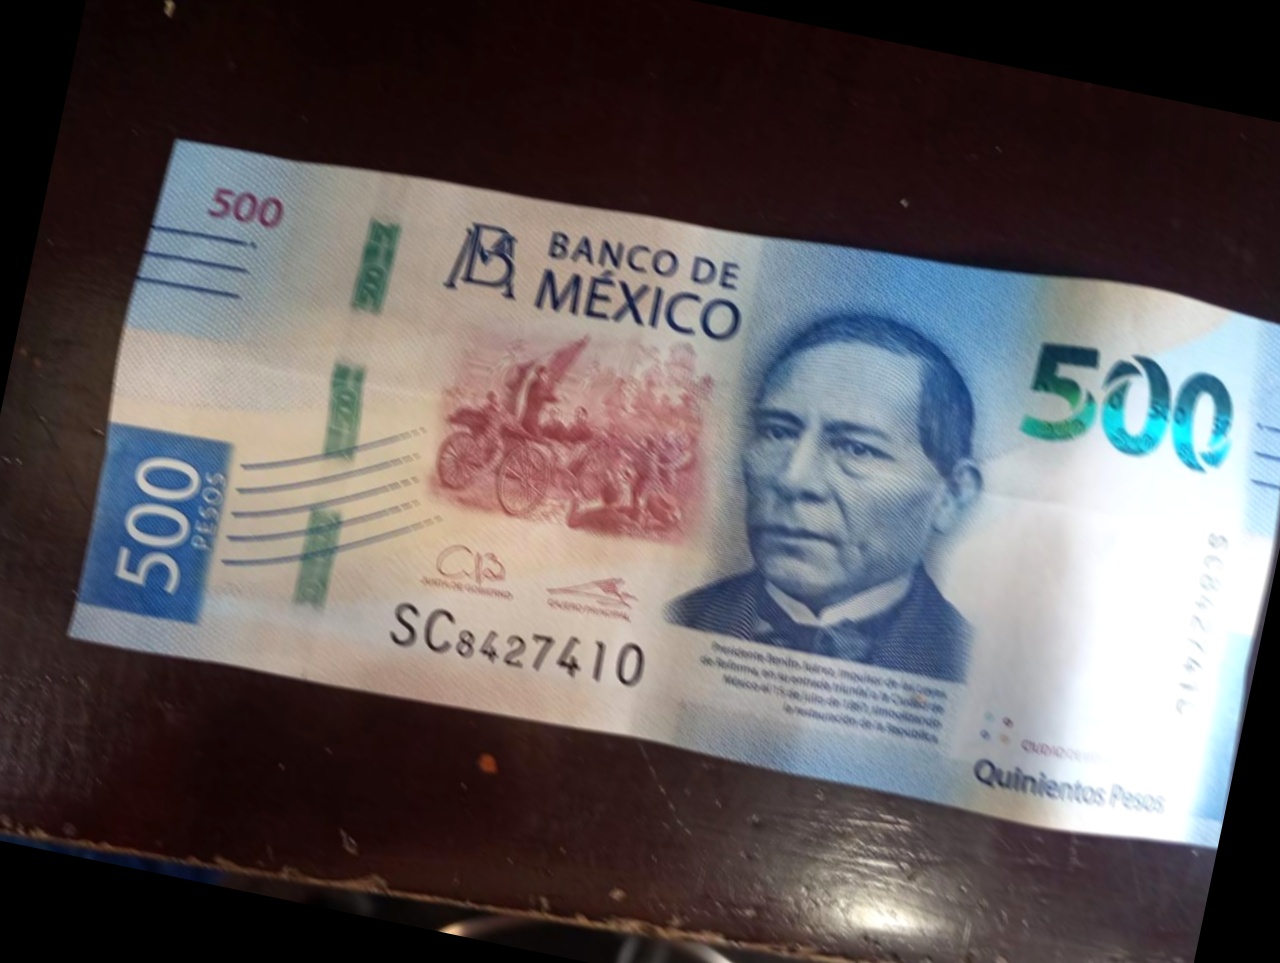 500
BM
BANCO DE
MÉXICO
500
500
PESOS
SC8427410
SC8427410
Presidente Benito Juárez, impulsor de las Leyes
de Reforma, en su entrada triunfal a la Ciudad de
México el 15 de julio de 1867, simbolizando
la restauración de la República.
Quinientos Pesos